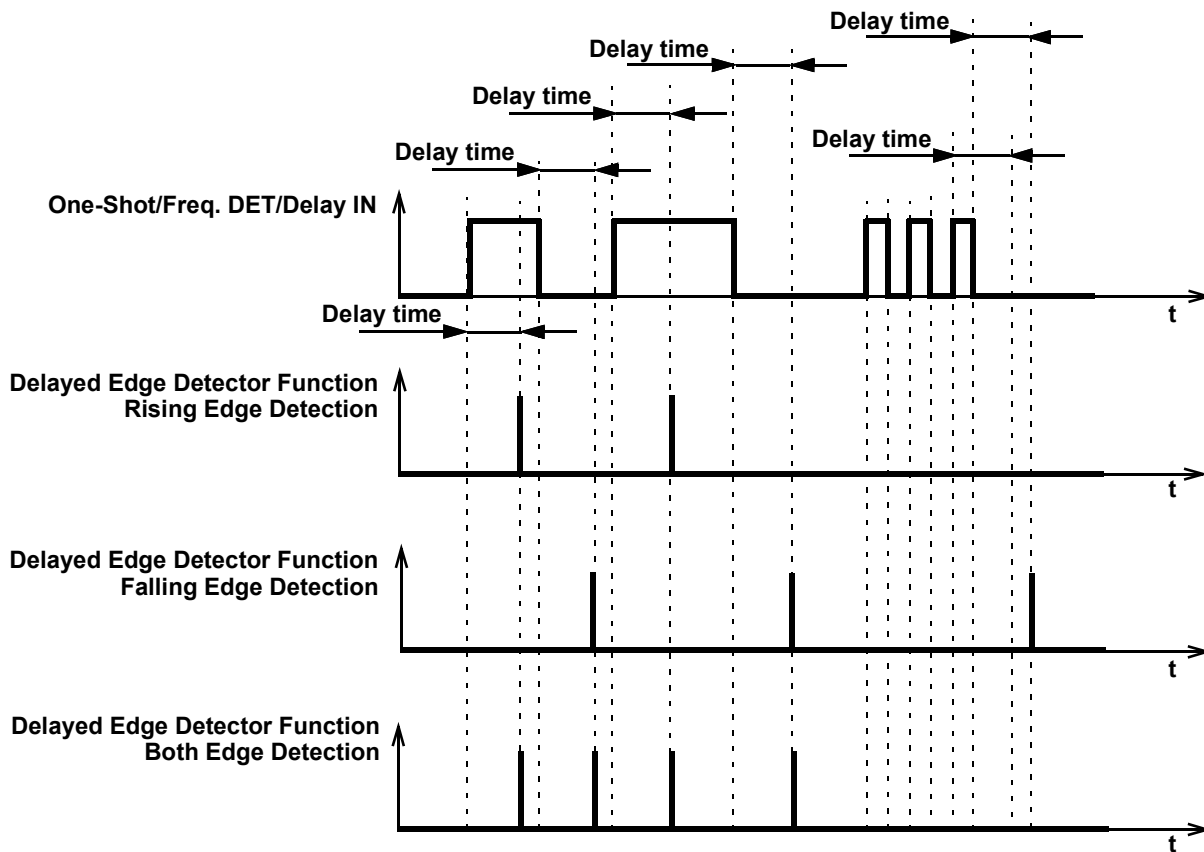 Delay time
Delay time
Delay time
Delay time
Delay time
One-Shot/Freq. DET/Delay IN
t
Delay time
Delayed Edge Detector Function
Rising Edge Detection
t
Delayed Edge Detector Function
Falling Edge Detection
t
Delayed Edge Detector Function
Both Edge Detection
t